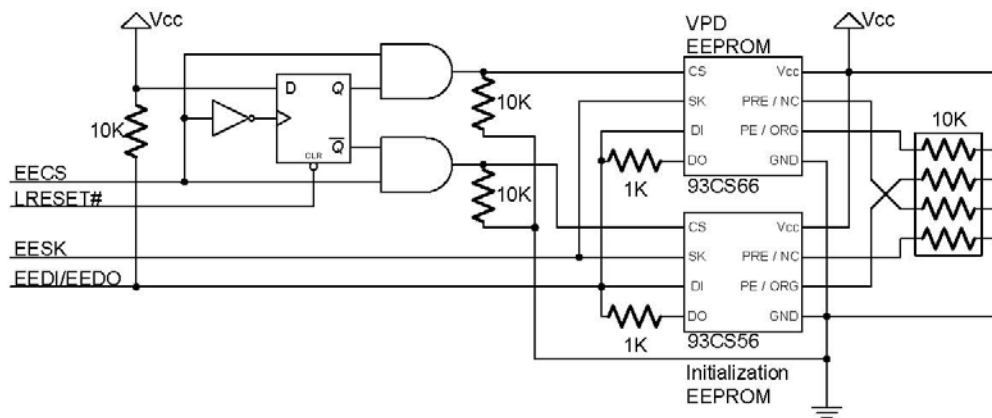 Vcc
10K
EECS
LRESET#
EESK
EEDI/EEDO
D
Q
Q
CLR
10K
10K
VPD
EEPROM
CS
SK
DI
DO
Vcc
PRE / NC
PE / ORG
GND
1K
93CS66
CS
SK
DI
DO
Vcc
PRE / NC
PE / ORG
GND
1K
93CS56
Initialization
EEPROM
Vcc
10K